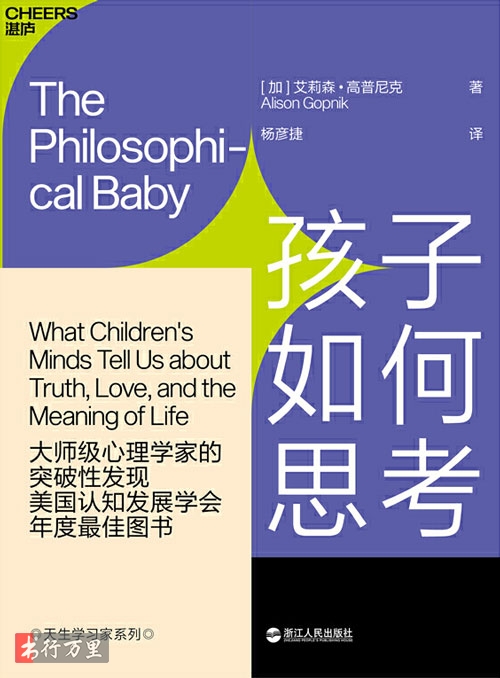 CHEERS
湛庐
The
Philosophi-
cal Baby
[加]艾莉森·高普尼克 著
Alison Gopnik
杨彦捷 译
孩子
如何
思考
What Children's
Minds Tell Us about
Truth, Love, and the
Meaning of Life
大师级心理学家的
突破性发现
美国认知发展学会
年度最佳图书
◎天生学习家系列◎
书行万里
浙江人民出版社
ZHEJIANG PEOPLE'S PUBLISHING HOUSE